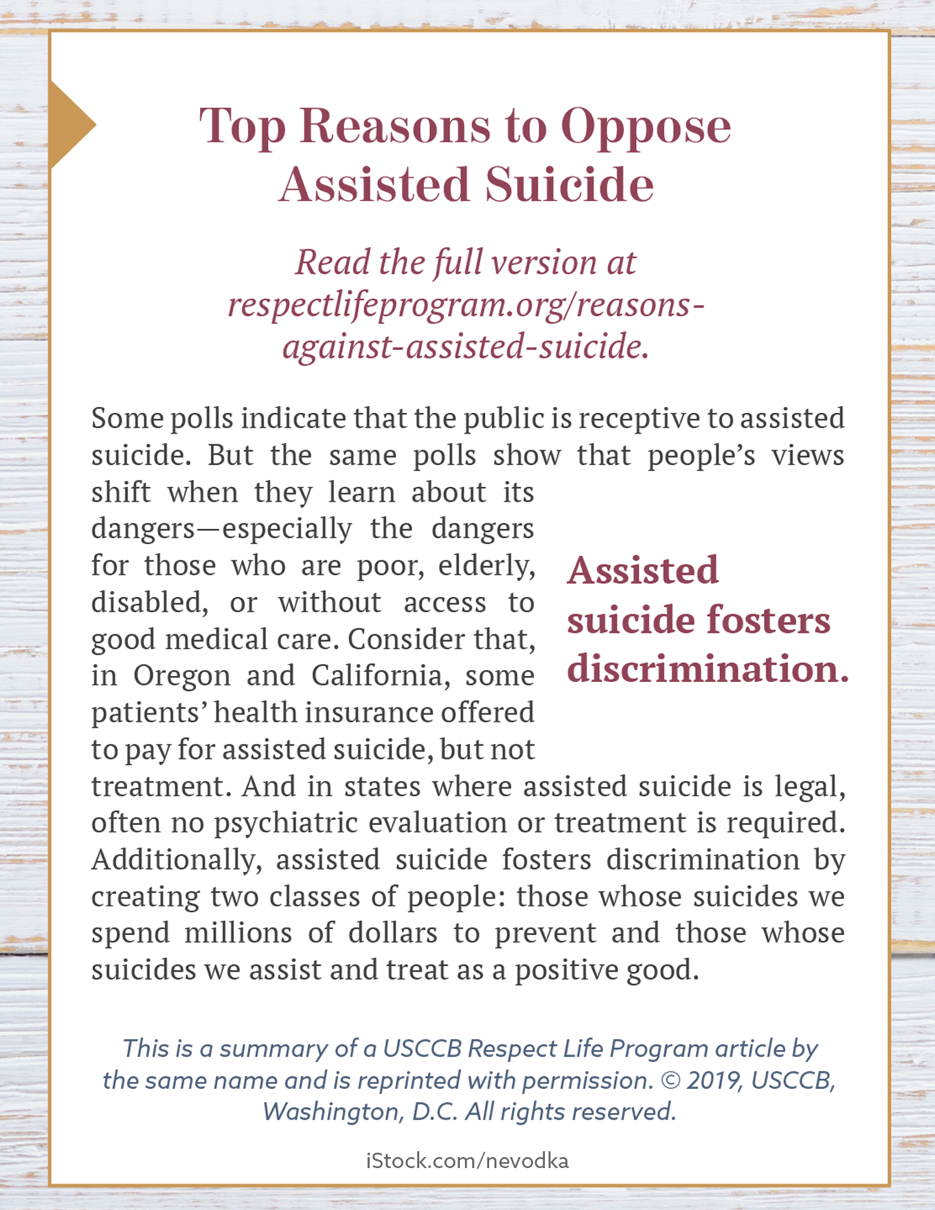 Top Reasons to Oppose
Assisted Suicide
Read the full version at
respectlifeprogram.org/reasons-
against-assisted-suicide.
Some polls indicate that the public is receptive to assisted
suicide. But the same polls show that people’s views
shift when they learn about its
dangers—especially the dangers
for those who are poor, elderly,
disabled, or without access to
good medical care. Consider that,
in Oregon and California, some
patients’ health insurance offered
to pay for assisted suicide, but not
treatment. And in states where assisted suicide is legal,
often no psychiatric evaluation or treatment is required.
Additionally, assisted suicide fosters discrimination by
creating two classes of people: those whose suicides we
spend millions of dollars to prevent and those whose
suicides we assist and treat as a positive good.
Assisted
suicide fosters
discrimination.
This is a summary of a USCCB Respect Life Program article by
the same name and is reprinted with permission. © 2019, USCCB,
Washington, D.C. All rights reserved.
iStock.com/nevodka